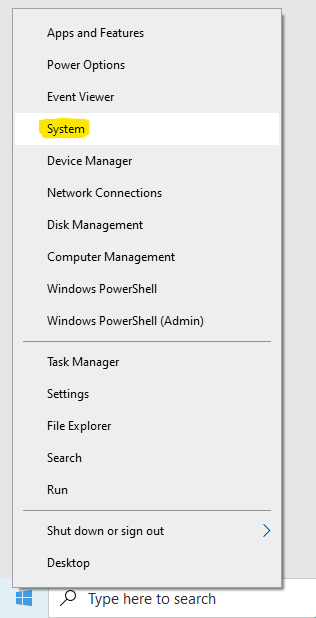 Apps and Features
Power Options
Event Viewer
System
Device Manager
Network Connections
Disk Management
Computer Management
Windows PowerShell
Windows PowerShell (Admin)
Task Manager
Settings
File Explorer
Search
Run
Shut down or sign out
Desktop
Type here to search